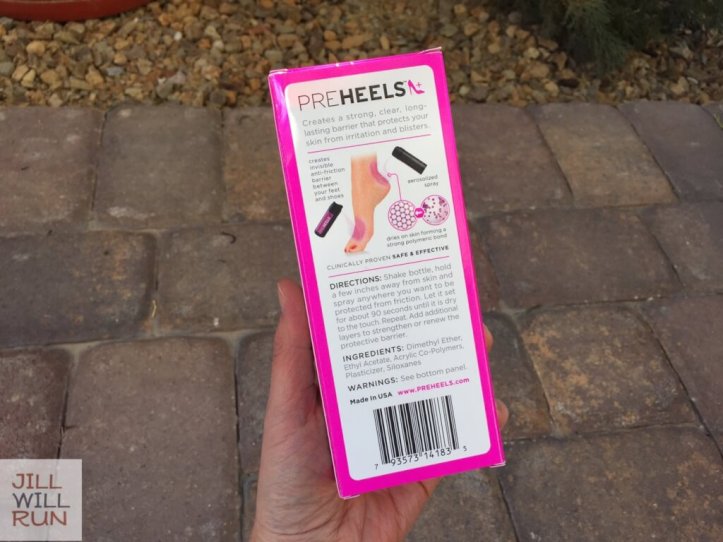 PREHEELS+
Creates a strong, clear, long-
lasting barrier that protects your
skin from irritation and blisters.
creates
invisible
anti-friction
barrier
between
your feet
and shoes
aerosolized
spray
dries on skin forming a
strong polymeric bond
CLINICALLY PROVEN SAFE & EFFECTIVE
DIRECTIONS: Shake bottle, hold
a few inches away from skin and
spray anywhere you want to be
protected from friction. Let it set
for about 90 seconds until it is dry
to the touch. Repeat. Add additional
layers to strengthen or renew the
protective barrier.
INGREDIENTS: Dimethyl Ether,
Ethyl Acetate, Acrylic Co-Polymers,
Plasticizer, Siloxanes
WARNINGS: See bottom panel.
Made in USA www.PREHEELS.com
7 93573 14183 5
JILL
WILL
RUN